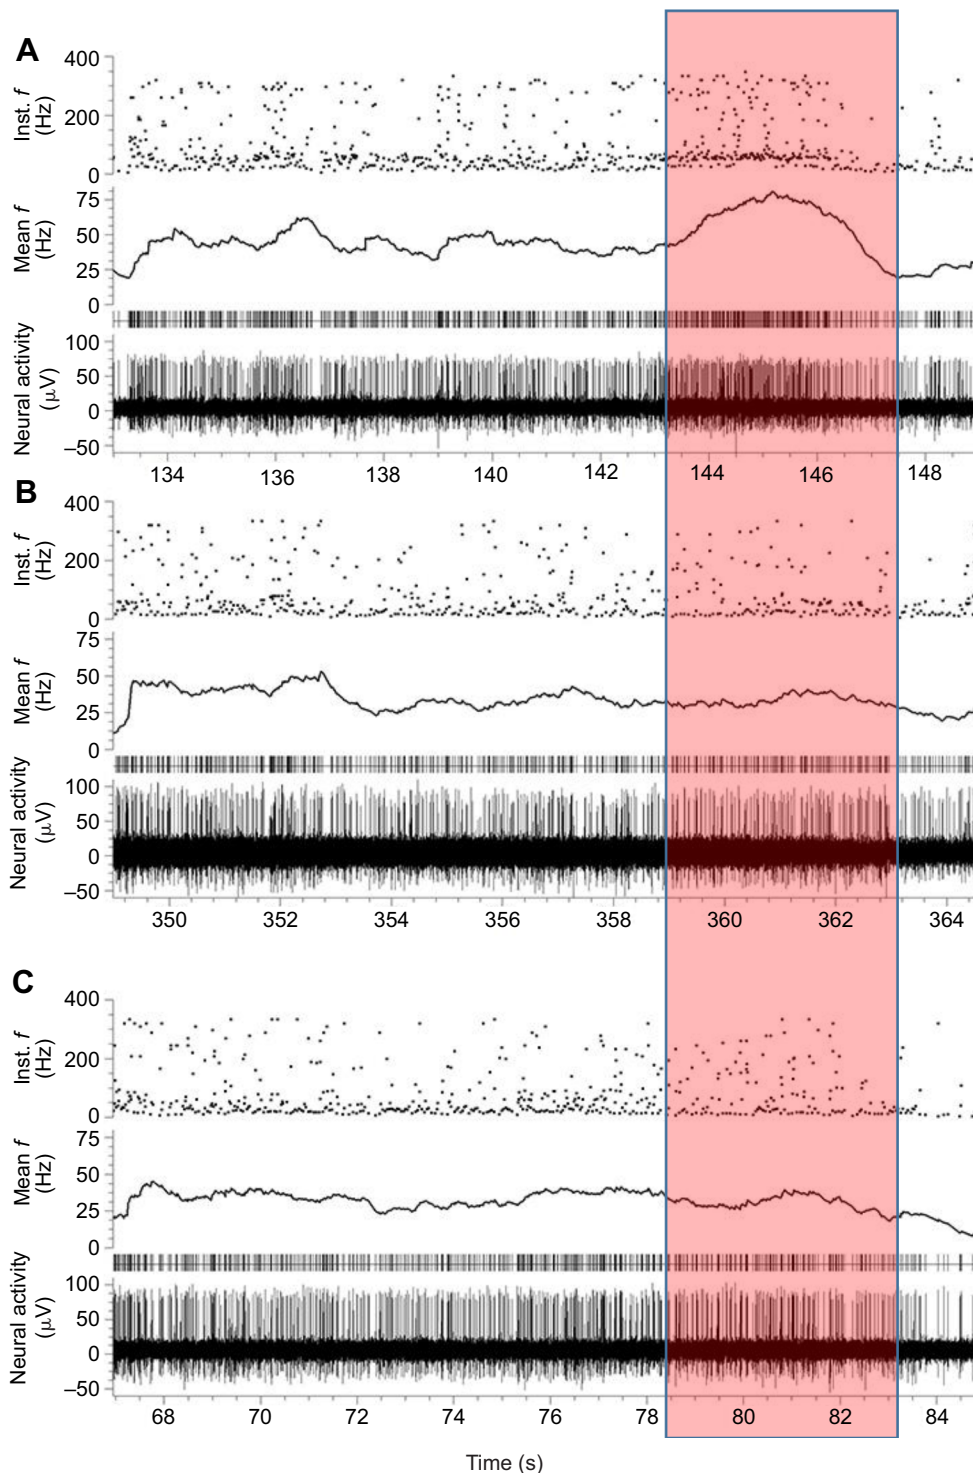 A
400
200
0
Inst. f
(Hz)
75
50
25
0
Mean f
(Hz)
100
50
0
–50
Neural activity
(µV)
134 136 138 140 142 144 146 148
B
400
200
0
Inst. f
(Hz)
75
50
25
0
Mean f
(Hz)
100
50
0
–50
Neural activity
(µV)
350 352 354 356 358 360 362 364
C
400
200
0
Inst. f
(Hz)
75
50
25
0
Mean f
(Hz)
100
50
0
–50
Neural activity
(µV)
68 70 72 74 76 78 80 82 84
Time (s)